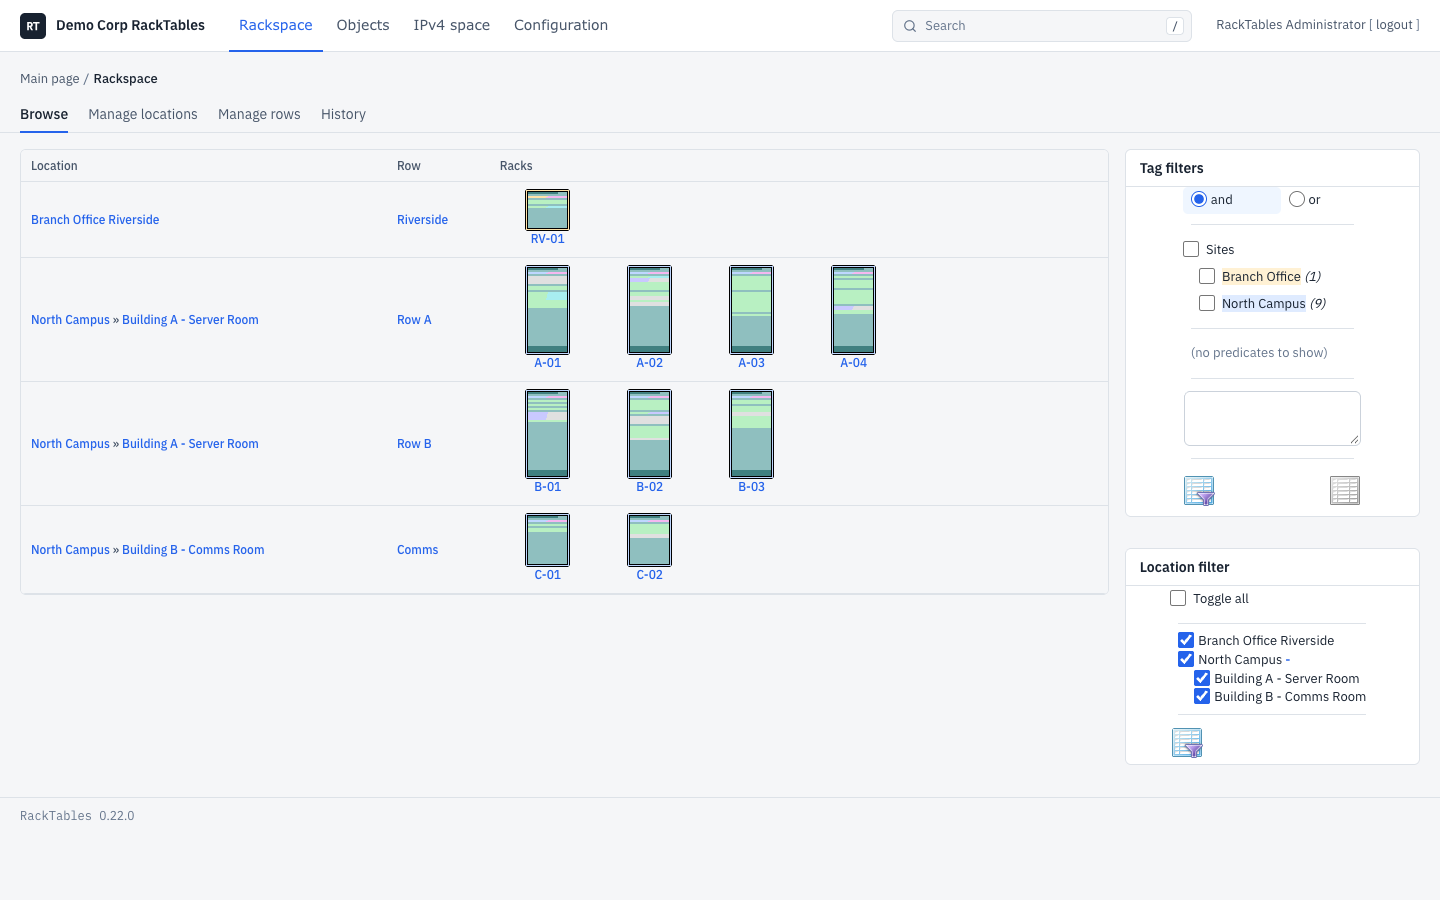 RT Demo Corp RackTables Rackspace Objects IPv4 space Configuration Search / RackTables Administrator [ logout ]
Main page / Rackspace
Browse Manage locations Manage rows History
Location Row Racks
Branch Office Riverside Riverside
RV-01
North Campus » Building A - Server Room Row A
A-01 A-02 A-03 A-04
North Campus » Building A - Server Room Row B
B-01 B-02 B-03
North Campus » Building B - Comms Room Comms
C-01 C-02
Tag filters
and or
Sites
Branch Office (1)
North Campus (9)
(no predicates to show)
Location filter
Toggle all
Branch Office Riverside
North Campus -
Building A - Server Room
Building B - Comms Room
RackTables 0.22.0